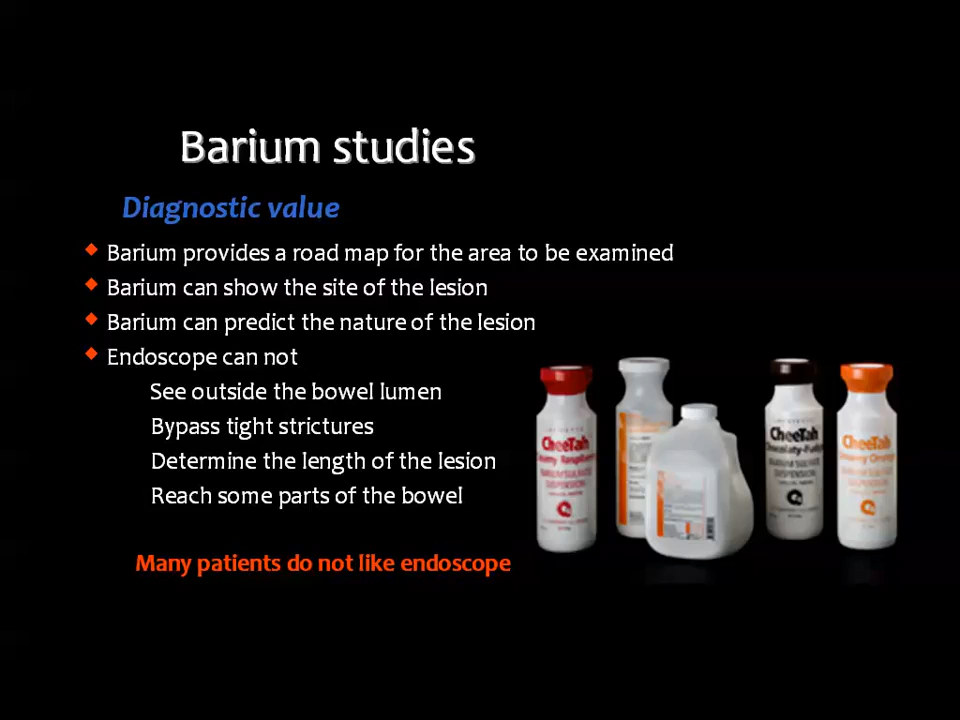 Barium studies
Diagnostic value
Barium provides a road map for the area to be examined
Barium can show the site of the lesion
Barium can predict the nature of the lesion
Endoscope can not
See outside the bowel lumen
Bypass tight strictures
Determine the length of the lesion
Reach some parts of the bowel
Many patients do not like endoscope
CheeTah
CheeTah
CheeTah
BARIUM SULFATE
SUSPENSION